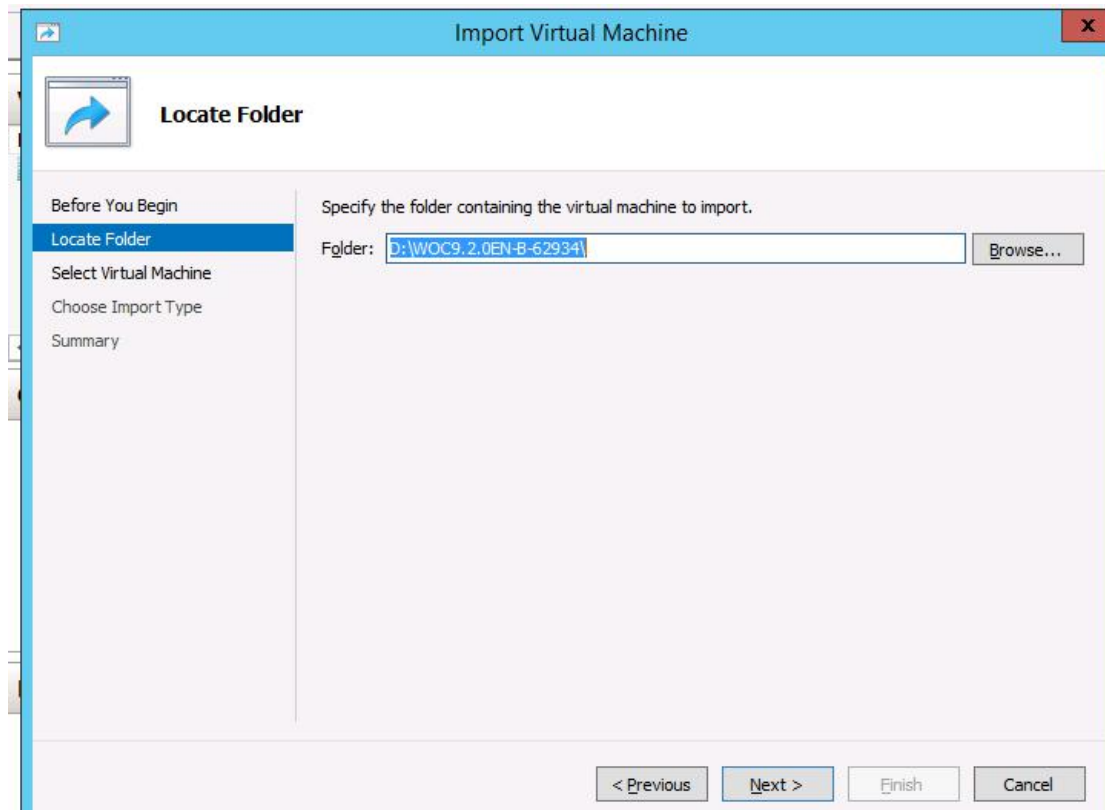 Import Virtual Machine
x
Locate Folder
Before You Begin
Locate Folder
Select Virtual Machine
Choose Import Type
Summary
Specify the folder containing the virtual machine to import.
Folder: D:\WOC9.2.0EN-B-62934\ Browse...
< Previous Next > Finish Cancel